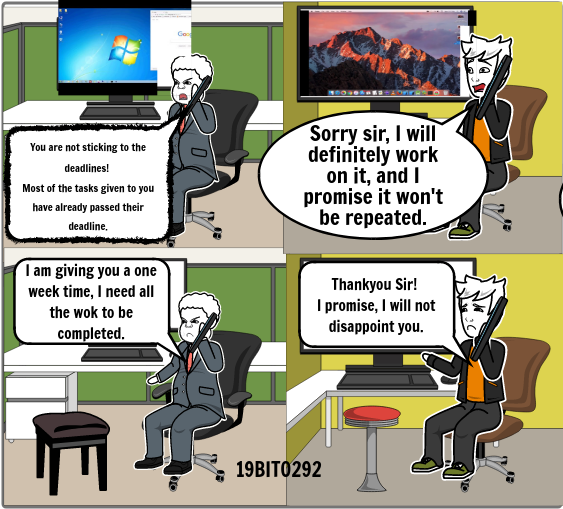 Goo
You are not sticking to the
deadlines!
Most of the tasks given to you
have already passed their
deadline.
Sorry sir, I will
definitely work
on it, and I
promise it won't
be repeated.
I am giving you a one
week time, I need all
the wok to be
completed.
Thankyou Sir!
I promise, I will not
disappoint you.
19BIT0292